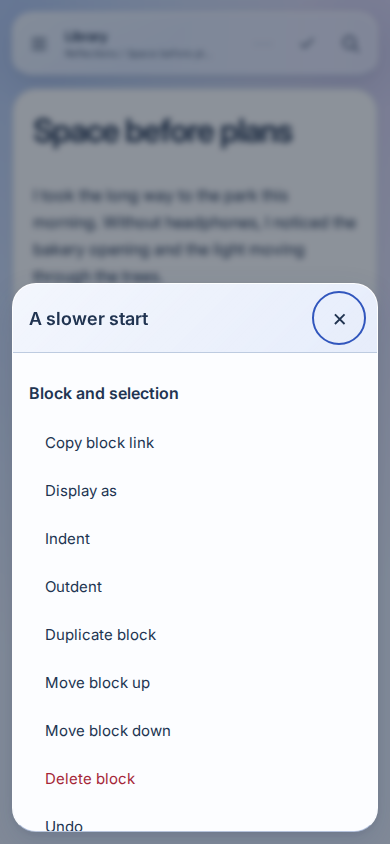 Library
Space before plans
I took the long way to the park this
morning. Without headphones, I noticed the
bakery opening and the light moving
through the trees.
A slower start
Block and selection
Copy block link
Display as
Indent
Outdent
Duplicate block
Move block up
Move block down
Delete block
Undo